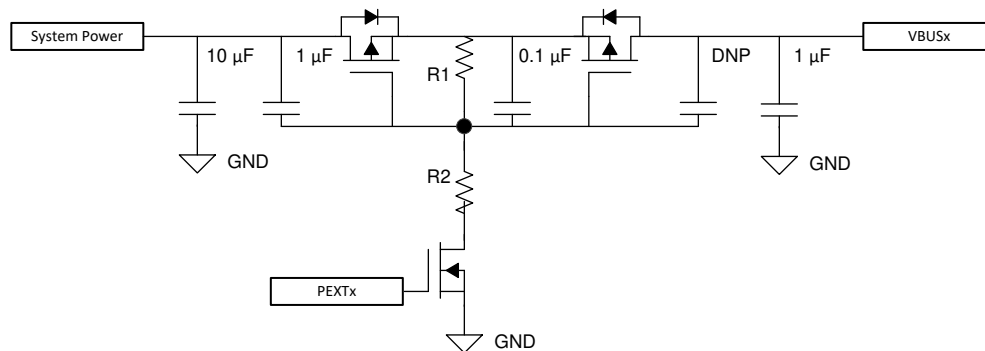 System Power
VBUSx
10 µF
1 µF
R1
0.1 µF
DNP
1 µF
GND
GND
R2
PEXTx
GND